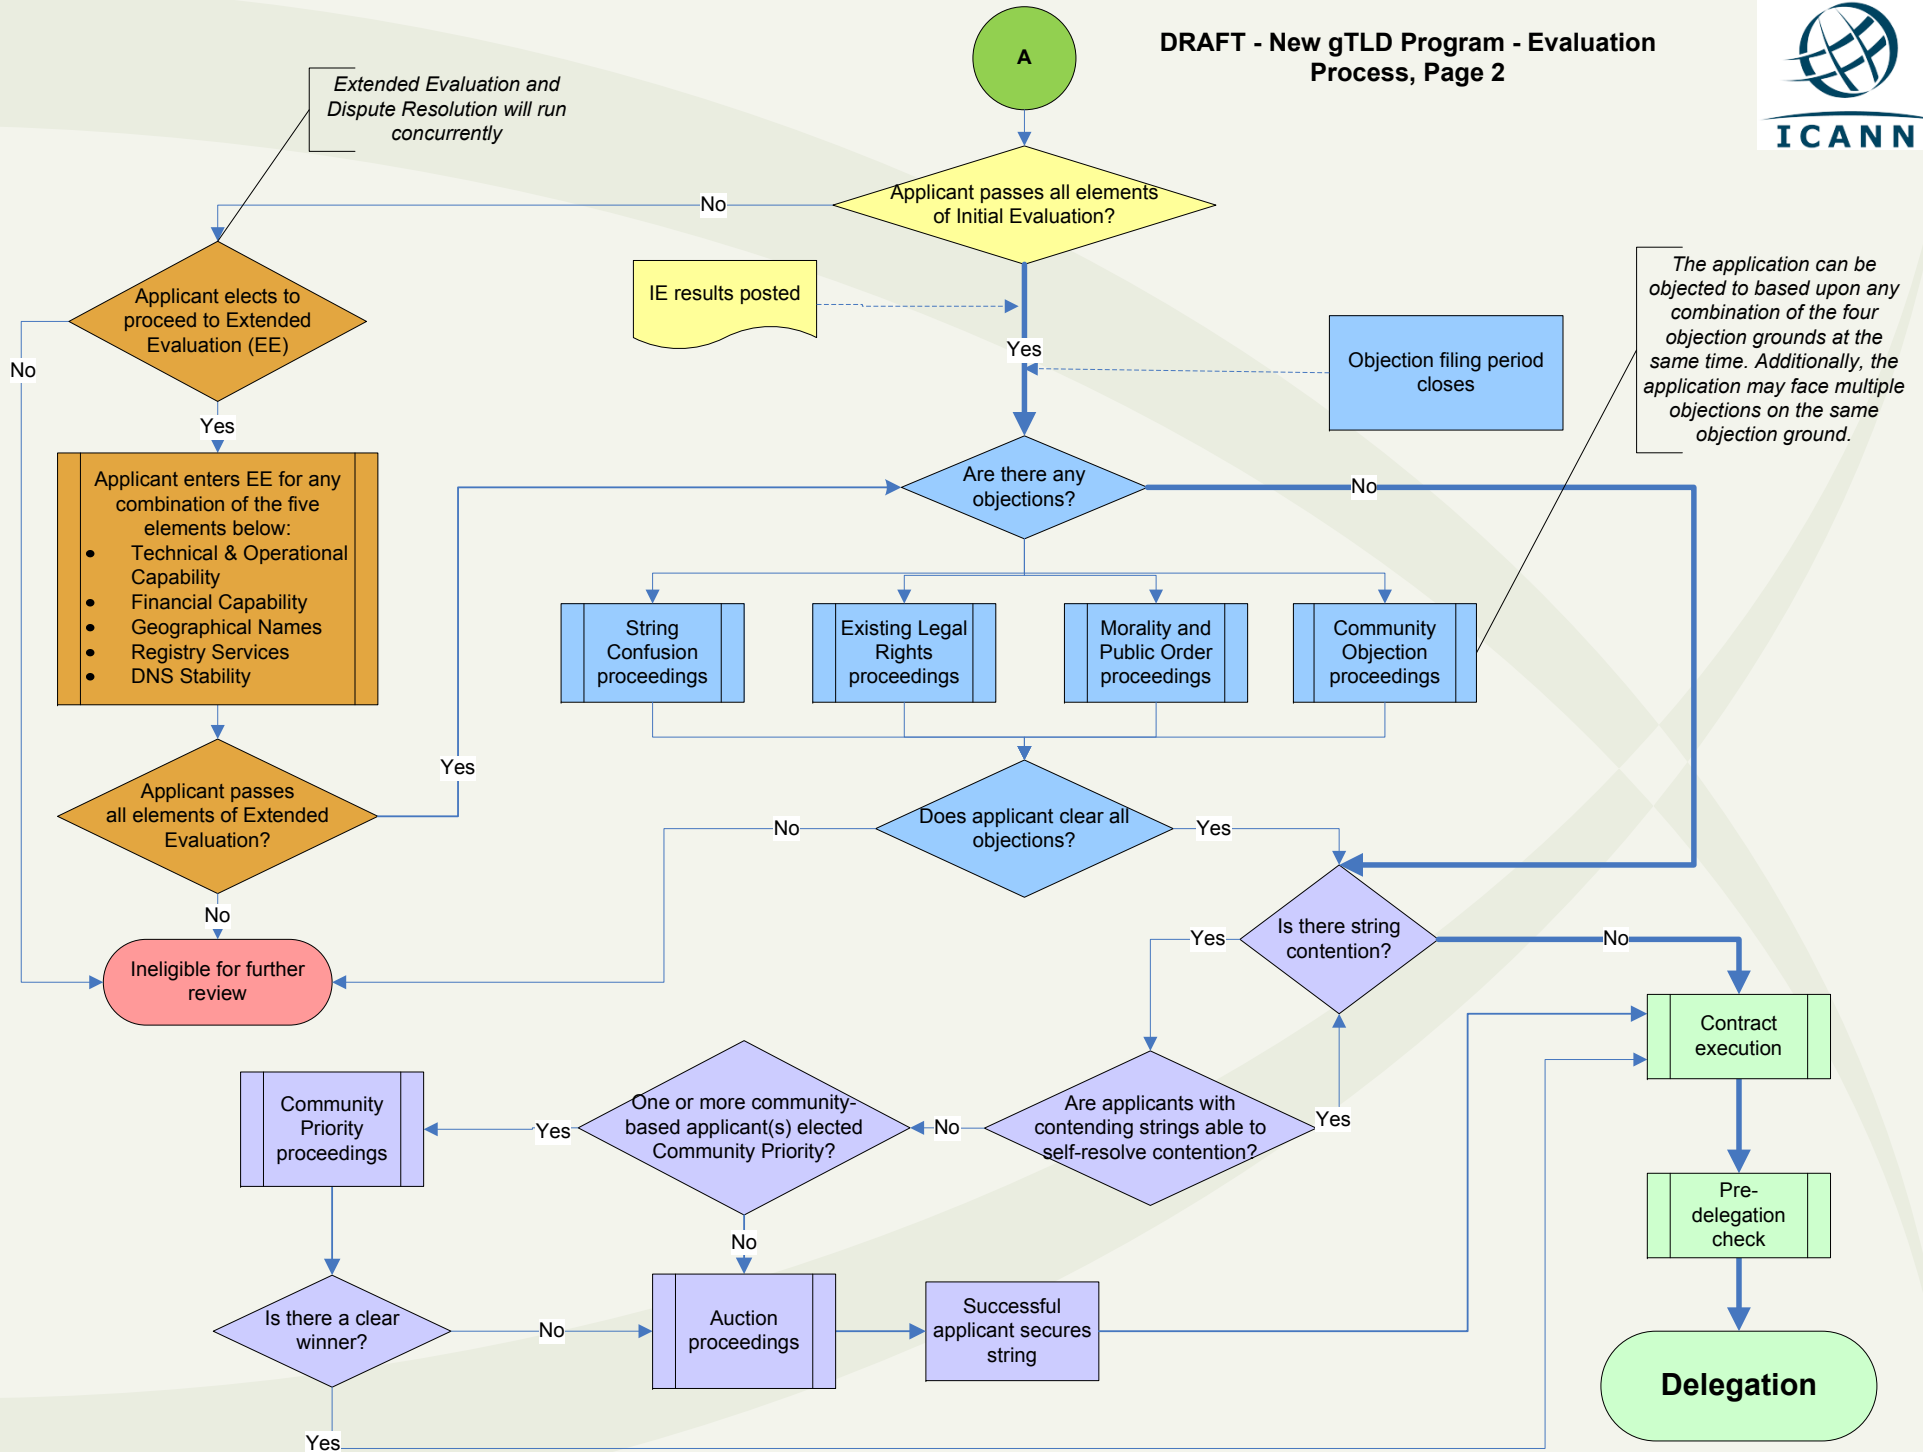 DRAFT - New gTLD Program - Evaluation
Process, Page 2
ICANN
A
Extended Evaluation and
Dispute Resolution will run
concurrently
Applicant passes all elements
of Initial Evaluation?
No
IE results posted
Yes
Objection filing period
closes
The application can be
objected to based upon any
combination of the four
objection grounds at the
same time. Additionally, the
application may face multiple
objections on the same
objection ground.
Applicant elects to
proceed to Extended
Evaluation (EE)
No
Yes
Applicant enters EE for any
combination of the five
elements below:
• Technical & Operational
Capability
• Financial Capability
• Geographical Names
• Registry Services
• DNS Stability
Are there any
objections?
No
String
Confusion
proceedings
Existing Legal
Rights
proceedings
Morality and
Public Order
proceedings
Community
Objection
proceedings
Yes
Applicant passes
all elements of Extended
Evaluation?
No
Does applicant clear all
objections?
No
Yes
Ineligible for further
review
Is there string
contention?
Yes
No
Contract
execution
Are applicants with
contending strings able to
self-resolve contention?
Yes
No
One or more community-
based applicant(s) elected
Community Priority?
Yes
No
Community
Priority
proceedings
Pre-
delegation
check
Is there a clear
winner?
No
Auction
proceedings
Successful
applicant secures
string
Delegation
Yes